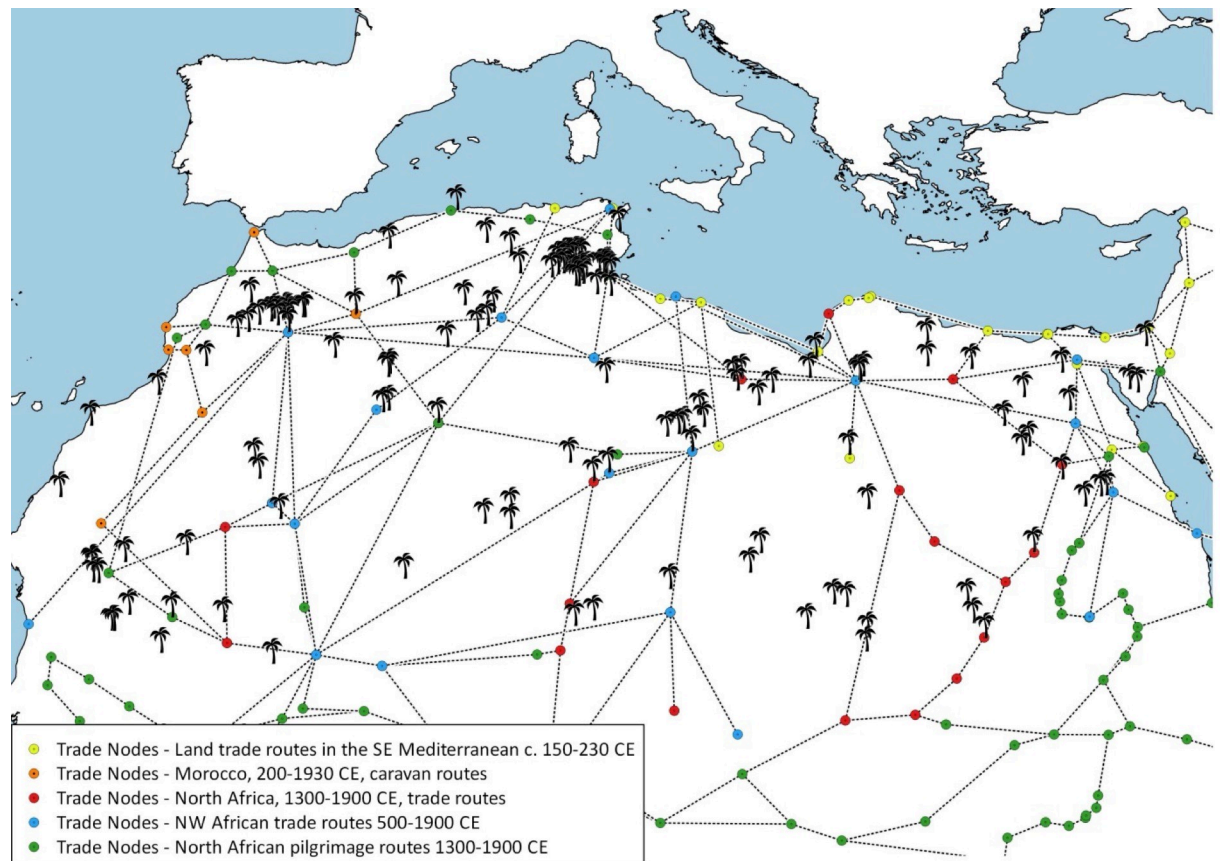 Trade Nodes - Land trade routes in the SE Mediterranean c. 150-230 CE
Trade Nodes - Morocco, 200-1930 CE, caravan routes
Trade Nodes - North Africa, 1300-1900 CE, trade routes
Trade Nodes - NW African trade routes 500-1900 CE
Trade Nodes - North African pilgrimage routes 1300-1900 CE